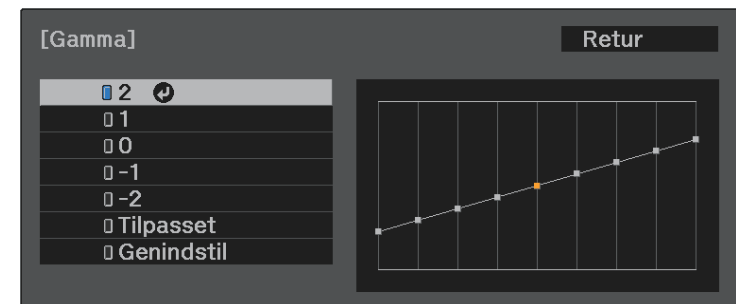 [Gamma]
Retur
2
1
0
-1
-2
Tilpasset
Genindstil